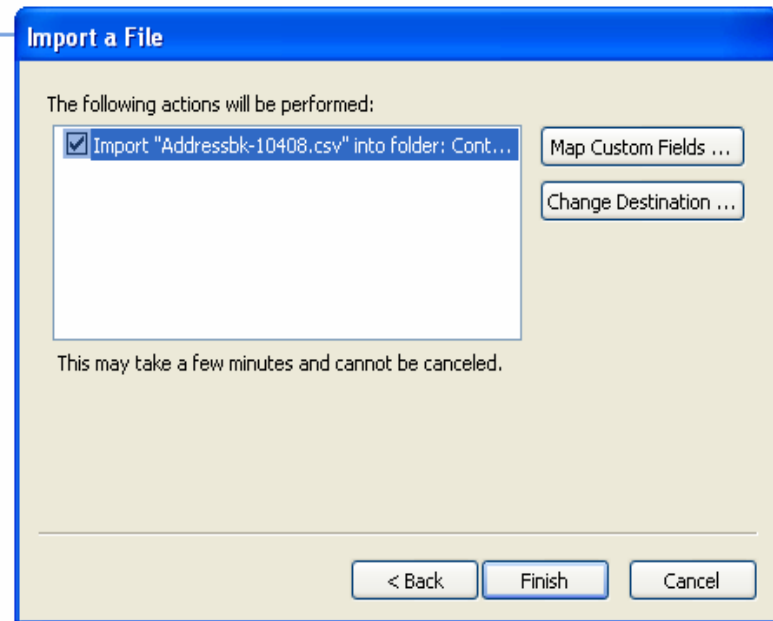 Import a File
The following actions will be performed:
Import "Addressbk-10408.csv" into folder: Cont...
Map Custom Fields ...
Change Destination ...
This may take a few minutes and cannot be canceled.
< Back
Finish
Cancel